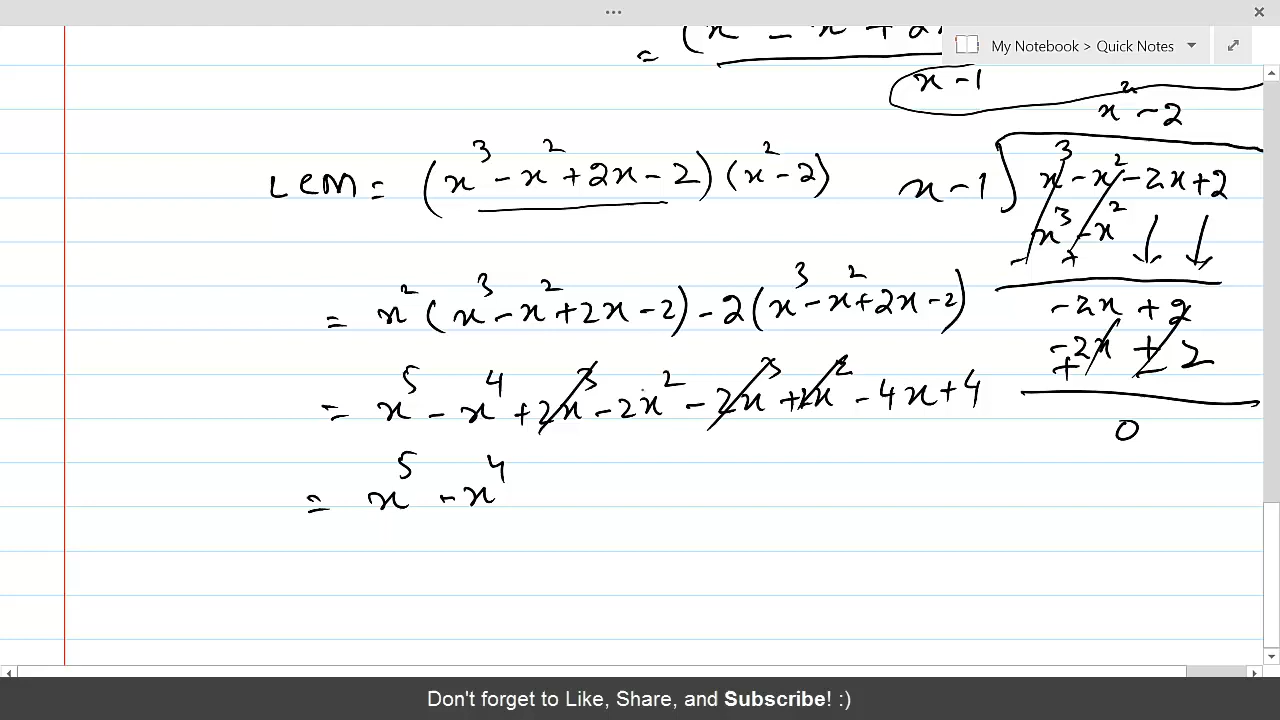 My Notebook > Quick Notes
=
x - 1
LCM = (x³ - x² + 2x - 2)(x² - 2)
= x²(x³ - x² + 2x - 2) - 2(x³ - x² + 2x - 2)
= x⁵ - x⁴ + 2x³ - 2x² - 2x³ + 2x² - 4x + 4
= x⁵ - x⁴
x² - 2
x - 1 ) x³ - x² - 2x + 2
x³ - x²
- +
-2x + 2
-2x + 2
+ -
0
Don't forget to Like, Share, and Subscribe! :)